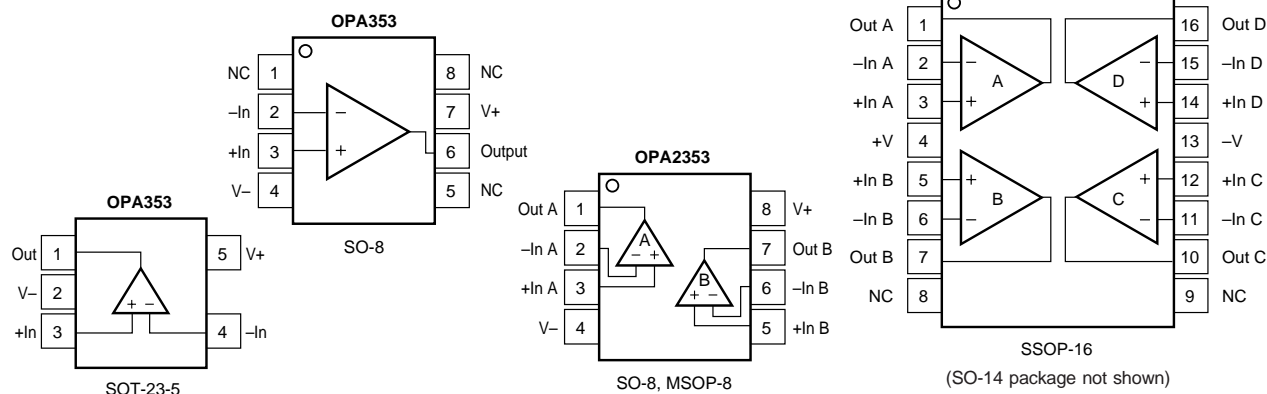 OPA353
NC 1
–In 2
+In 3
V– 4
8 NC
7 V+
6 Output
5 NC
– +
SO-8
OPA353
Out 1
V– 2
+In 3
5 V+
4 –In
+ –
SOT-23-5
OPA2353
Out A 1
–In A 2
+In A 3
V– 4
8 V+
7 Out B
6 –In B
5 +In B
A
– +
B
+ –
SO-8, MSOP-8
Out A 1
–In A 2
+In A 3
+V 4
+In B 5
–In B 6
Out B 7
NC 8
16 Out D
15 –In D
14 +In D
13 –V
12 +In C
11 –In C
10 Out C
9 NC
– A +
– D +
+ B –
+ C –
SSOP-16
(SO-14 package not shown)